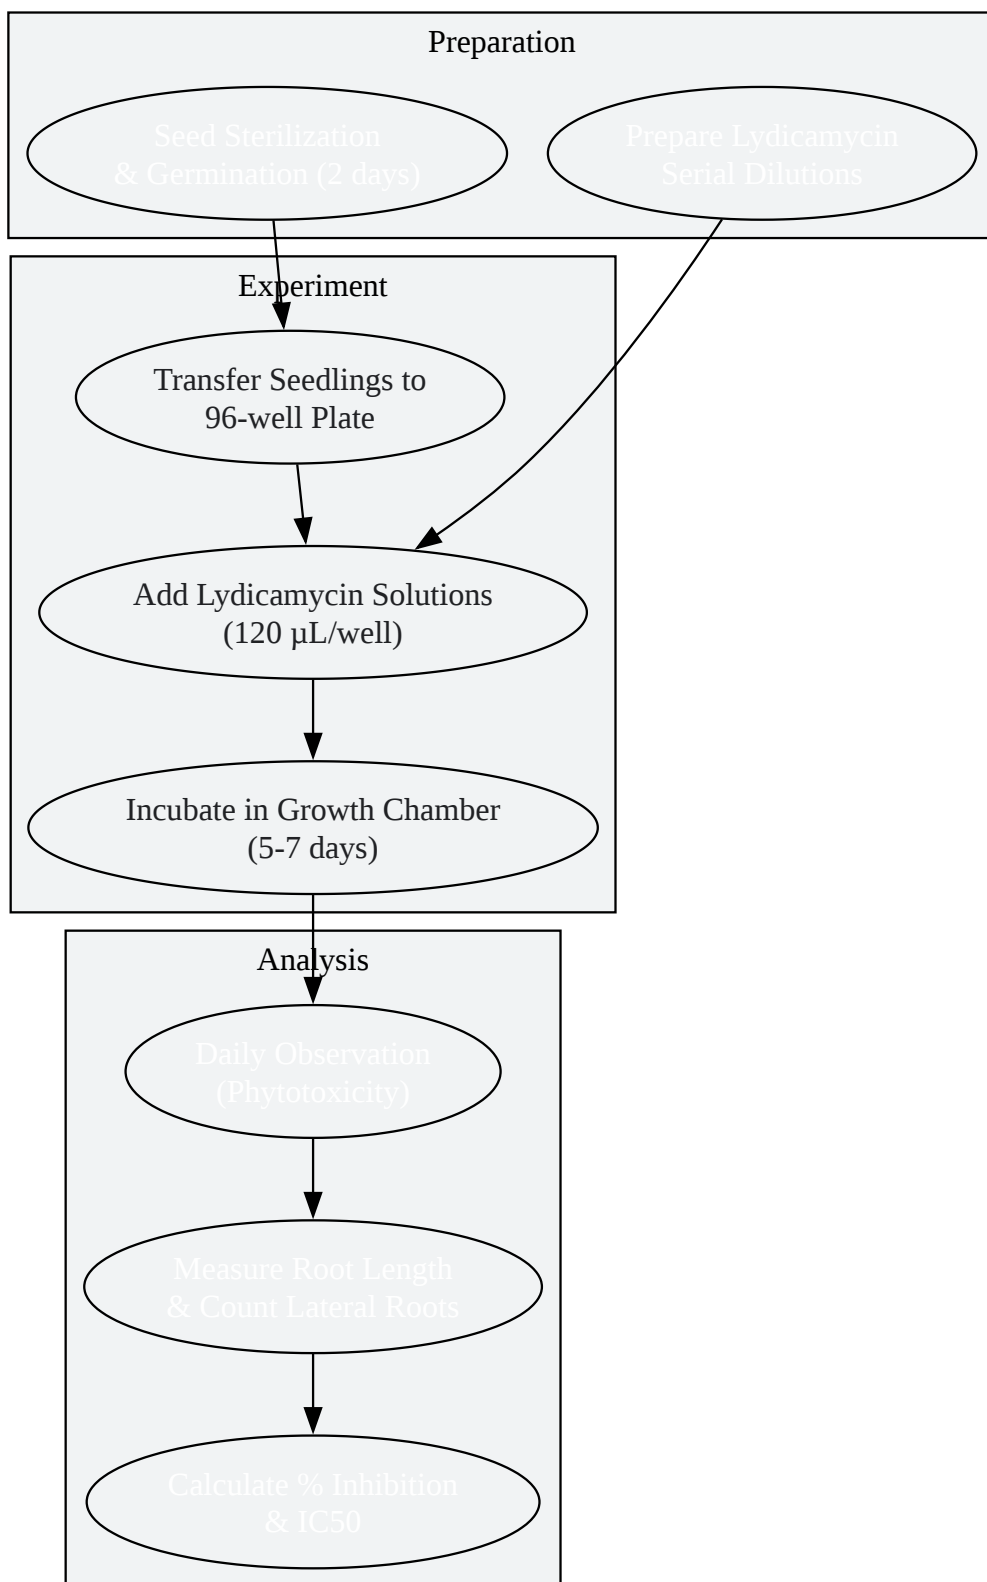 Preparation
Seed Sterilization
& Germination (2 days)
Prepare Lydicamycin
Serial Dilutions
Experiment
Transfer Seedlings to
96-well Plate
Add Lydicamycin Solutions
(120 µL/well)
Incubate in Growth Chamber
(5-7 days)
Analysis
Daily Observation
(Phytotoxicity)
Measure Root Length
& Count Lateral Roots
Calculate % Inhibition
& IC50